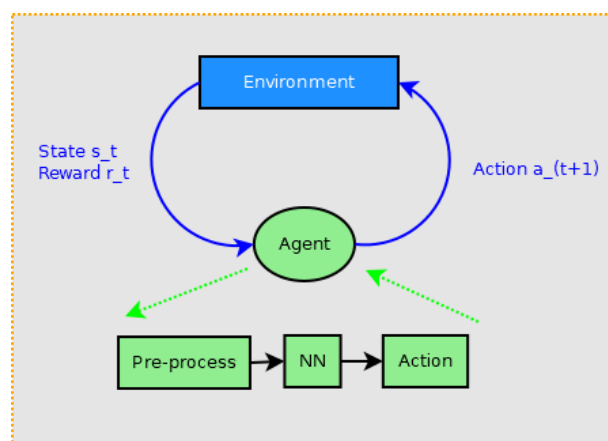 Environment
State s_t
Reward r_t
Action a_(t+1)
Agent
Pre-process
NN
Action